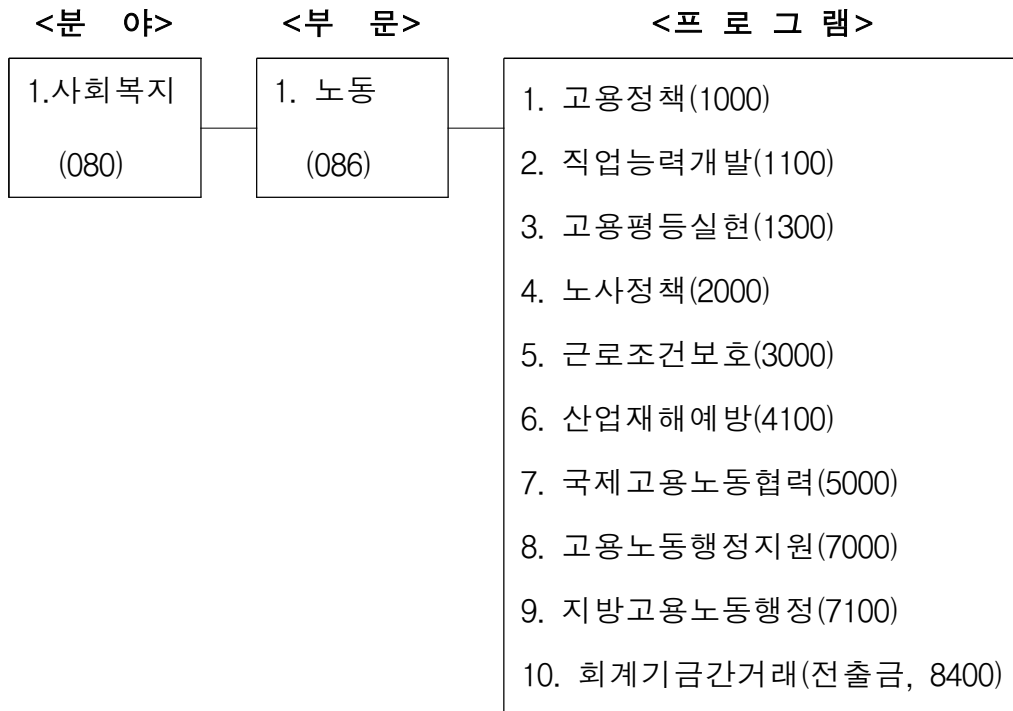 <분 야> <부 문> <프 로 그 램>
1.사회복지
(080)
1. 노동
(086)
1. 고용정책(1000)
2. 직업능력개발(1100)
3. 고용평등실현(1300)
4. 노사정책(2000)
5. 근로조건보호(3000)
6. 산업재해예방(4100)
7. 국제고용노동협력(5000)
8. 고용노동행정지원(7000)
9. 지방고용노동행정(7100)
10. 회계기금간거래(전출금, 8400)